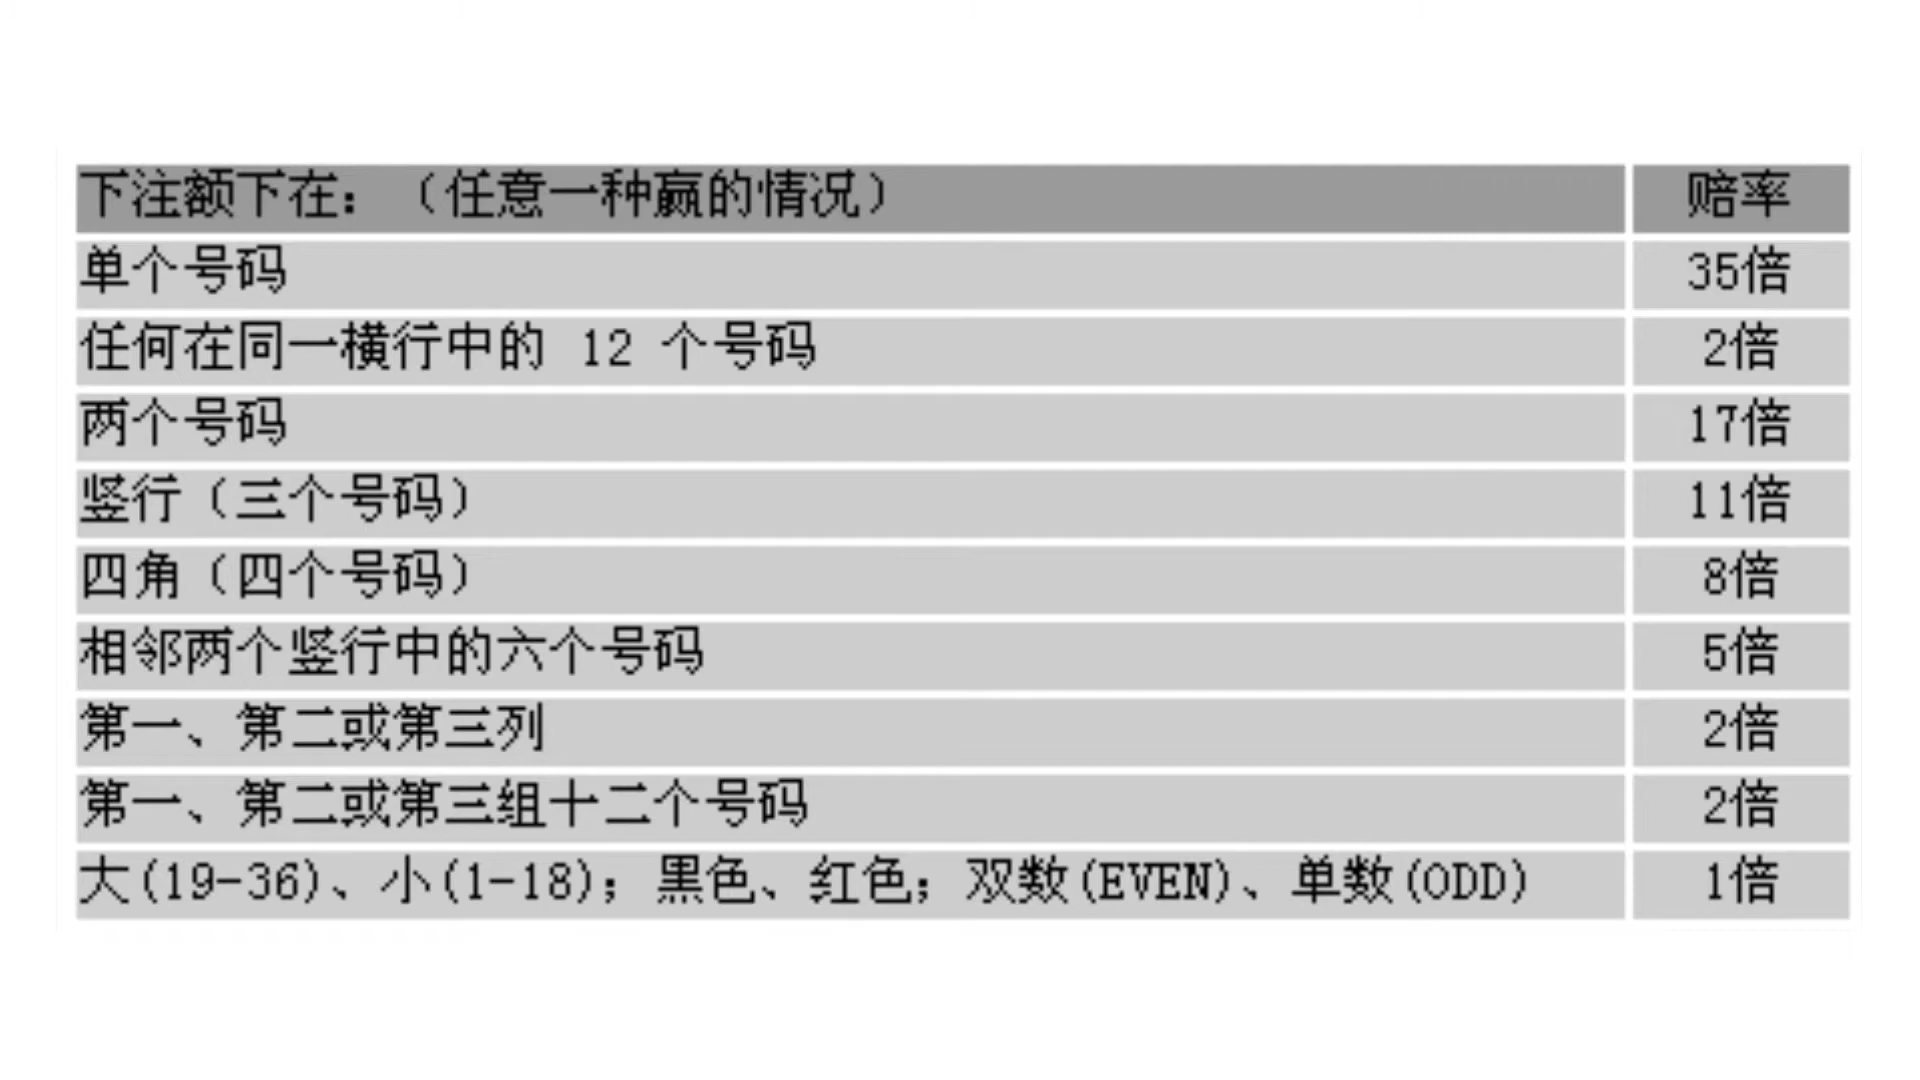 下注额下在：（任意一种赢的情况） 赔率
单个号码 35倍
任何在同一横行中的 12 个号码 2倍
两个号码 17倍
竖行（三个号码） 11倍
四角（四个号码） 8倍
相邻两个竖行中的六个号码 5倍
第一、第二或第三列 2倍
第一、第二或第三组十二个号码 2倍
大(19-36)、小(1-18)；黑色、红色；双数(EVEN)、单数(ODD) 1倍